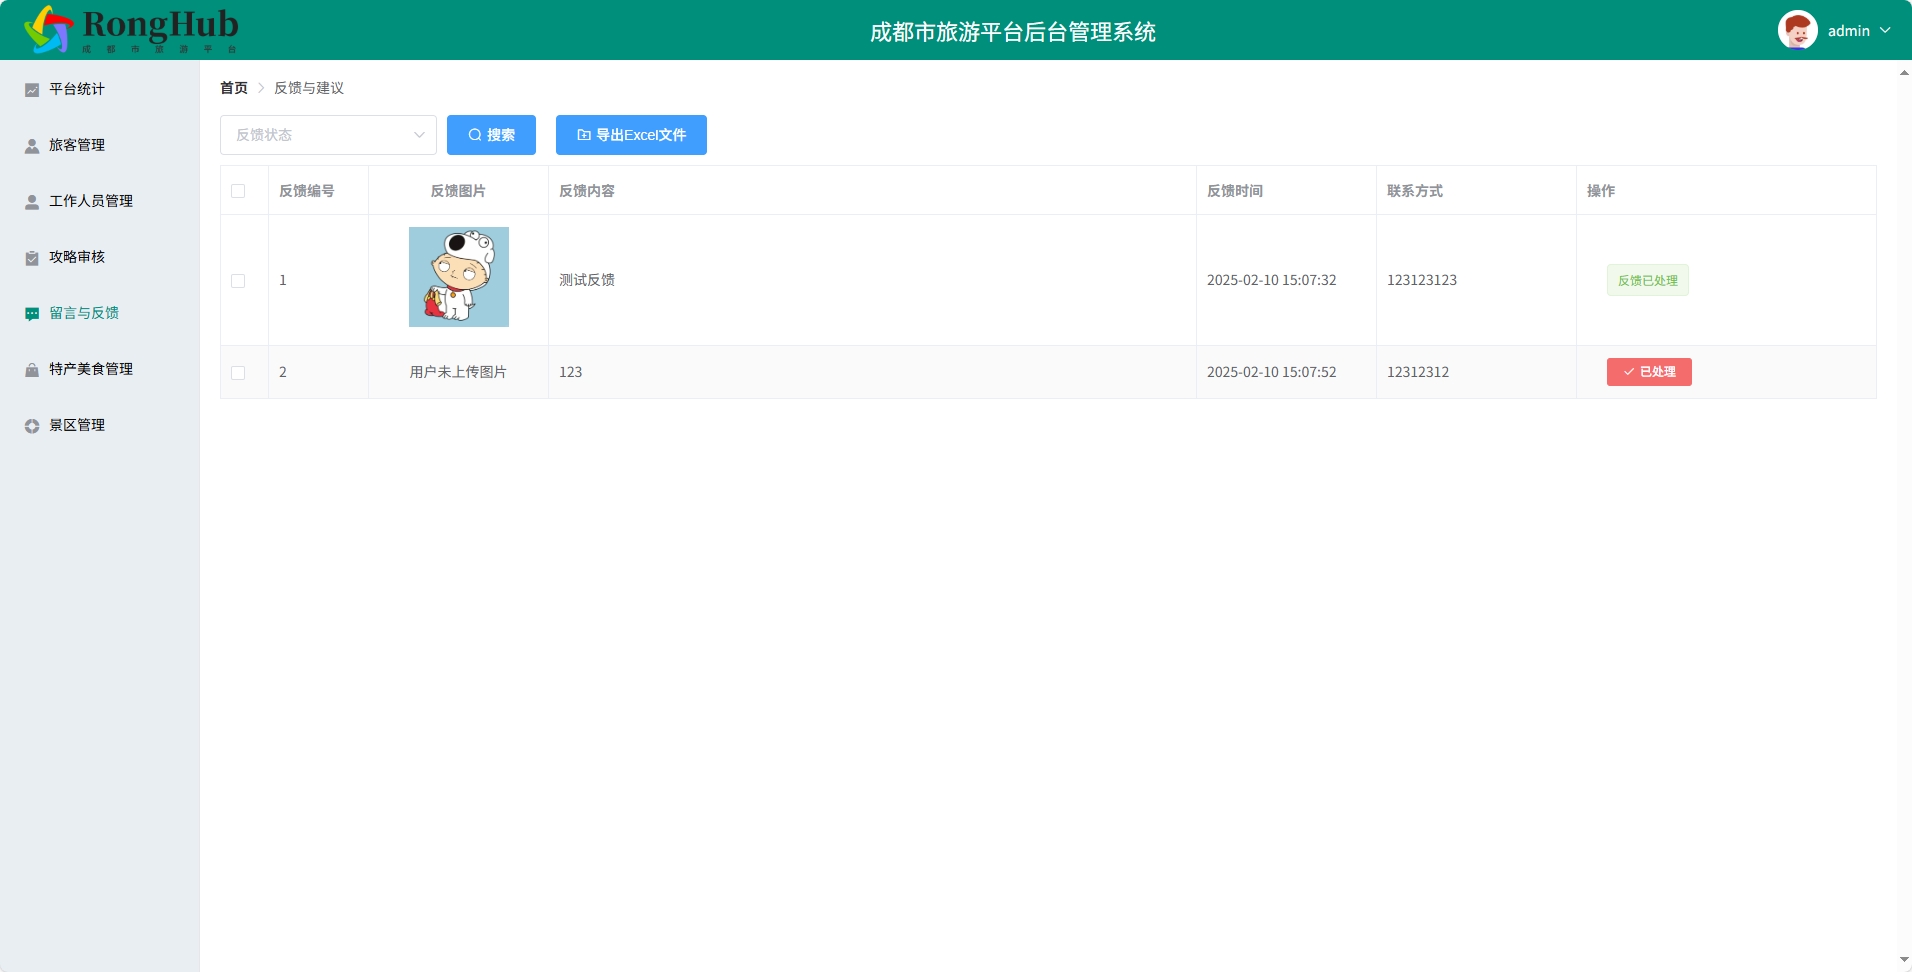 RongHub
成都市旅游平台
成都市旅游平台后台管理系统
admin
平台统计
旅客管理
工作人员管理
攻略审核
留言与反馈
特产美食管理
景区管理
首页 反馈与建议
反馈状态 搜索 导出Excel文件
反馈编号 反馈图片 反馈内容 反馈时间 联系方式 操作
1 测试反馈 2025-02-10 15:07:32 123123123 反馈已处理
2 用户未上传图片 123 2025-02-10 15:07:52 12312312 已处理